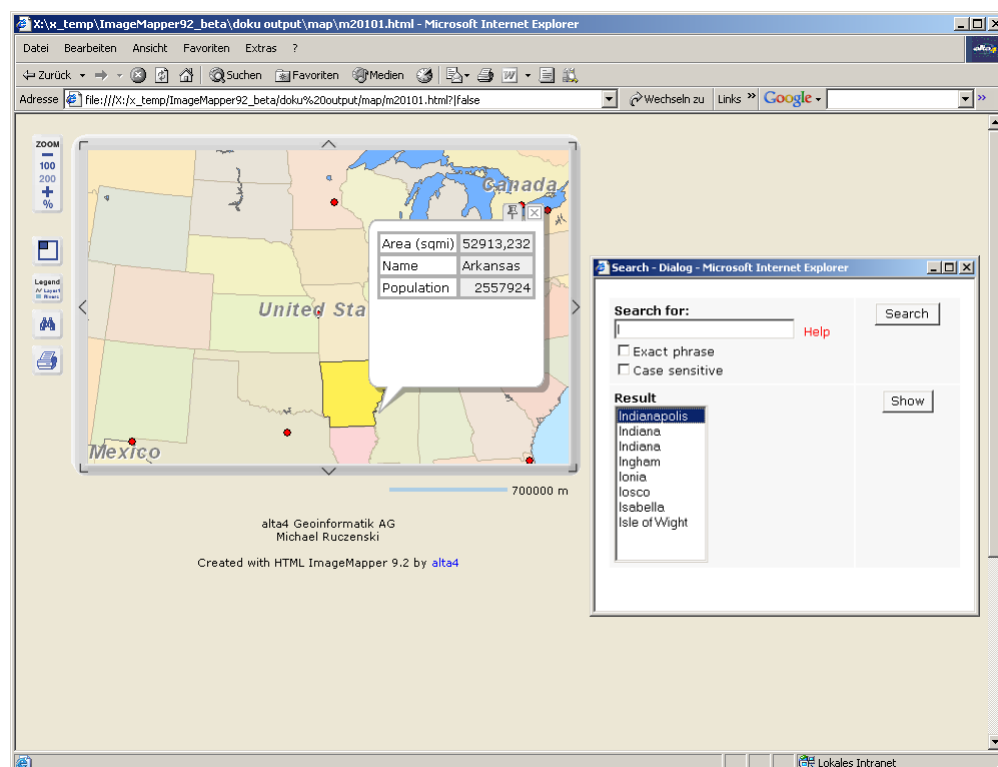 X:\x_temp\ImageMapper92_beta\doku output\map\m20101.html - Microsoft Internet Explorer
Datei Bearbeiten Ansicht Favoriten Extras ?
alta4
Zurück Suchen Favoriten Medien
Adresse file:///X:/x_temp/ImageMapper92_beta/doku%20output/map/m20101.html?|false Wechseln zu Links » Google »
ZOOM
100
200
%
Legend
Layer1
Rivers
Canada
United Sta
Mexico
Area (sqmi) 52913,232
Name Arkansas
Population 2557924
700000 m
alta4 Geoinformatik AG
Michael Ruczenski
Created with HTML ImageMapper 9.2 by alta4
Search - Dialog - Microsoft Internet Explorer
Search for:
I
Help
Search
Exact phrase
Case sensitive
Result
Show
Indianapolis
Indiana
Indiana
Ingham
Ionia
Iosco
Isabella
Isle of Wight
Lokales Intranet